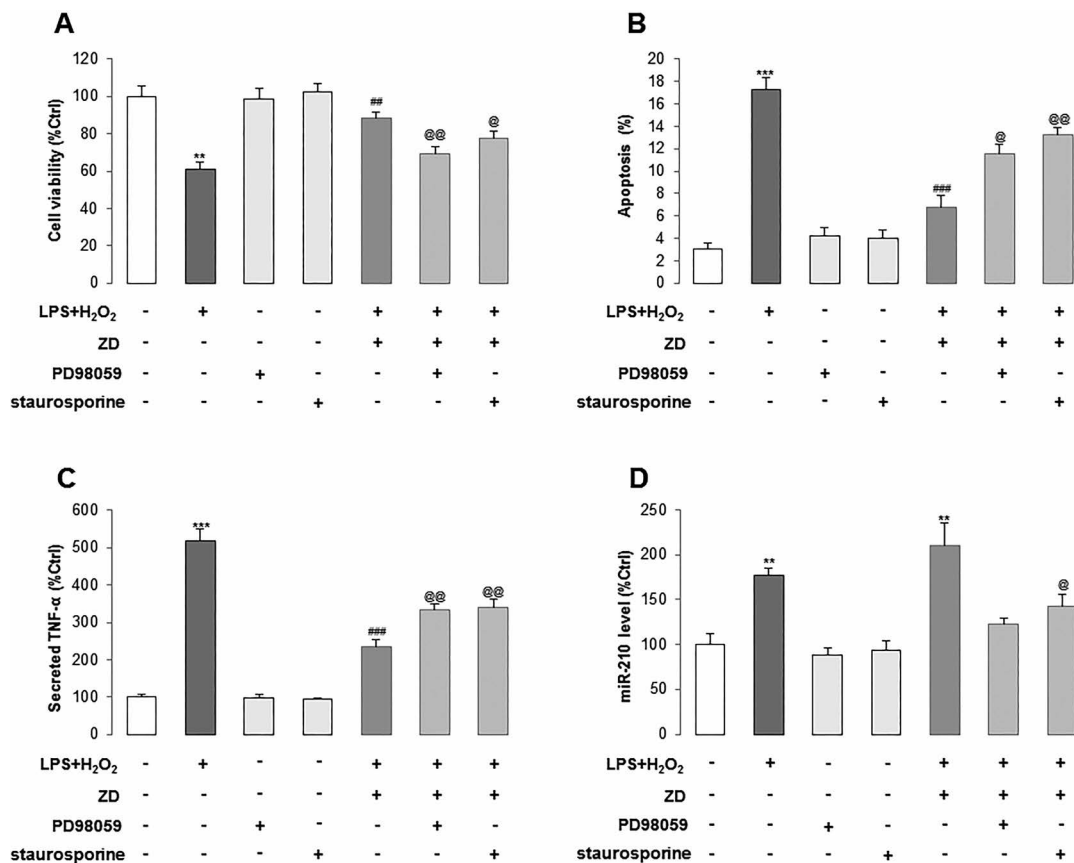 A
Cell viability (%Ctrl)
120
100
80
60
40
20
0
**
##
@@
@
LPS+H₂O₂ - + - - + + +
ZD - - - - + + +
PD98059 - - + - - + -
staurosporine - - - + - - +
B
Apoptosis (%)
20
18
16
14
12
10
8
6
4
2
0
***
###
@
@@
LPS+H₂O₂ - + - - + + +
ZD - - - - + + +
PD98059 - - + - - + -
staurosporine - - - + - - +
C
Secreted TNF-α (%Ctrl)
600
500
400
300
200
100
0
***
###
@@
@@
LPS+H₂O₂ - + - - + + +
ZD - - - - + + +
PD98059 - - + - - + -
staurosporine - - - + - - +
D
miR-210 level (%Ctrl)
250
200
150
100
50
0
**
**
@
LPS+H₂O₂ - + - - + + +
ZD - - - - + + +
PD98059 - - + - - + -
staurosporine - - - + - - +